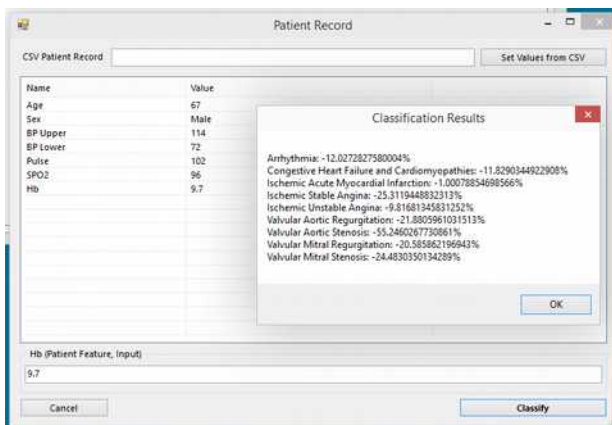 Patient Record
CSV Patient Record
Set Values from CSV
Name Value
Age 67
Sex Male
BP Upper 114
BP Lower 72
Pulse 102
SPO2 96
Hb 9.7
Classification Results
Arrhythmia: -12.0272827580004%
Congestive Heart Failure and Cardiomyopathies: -11.8290344922908%
Ischemic Acute Myocardial Infarction: -1.00078854698566%
Ischemic Stable Angina: -25.3119448832313%
Ischemic Unstable Angina: -9.81681345831252%
Valvular Aortic Regurgitation: -21.8805961031513%
Valvular Aortic Stenosis: -55.2460267730861%
Valvular Mitral Regurgitation: -20.585862196943%
Valvular Mitral Stenosis: -24.4830350134289%
OK
Hb (Patient Feature, Input)
9.7
Cancel
Classify